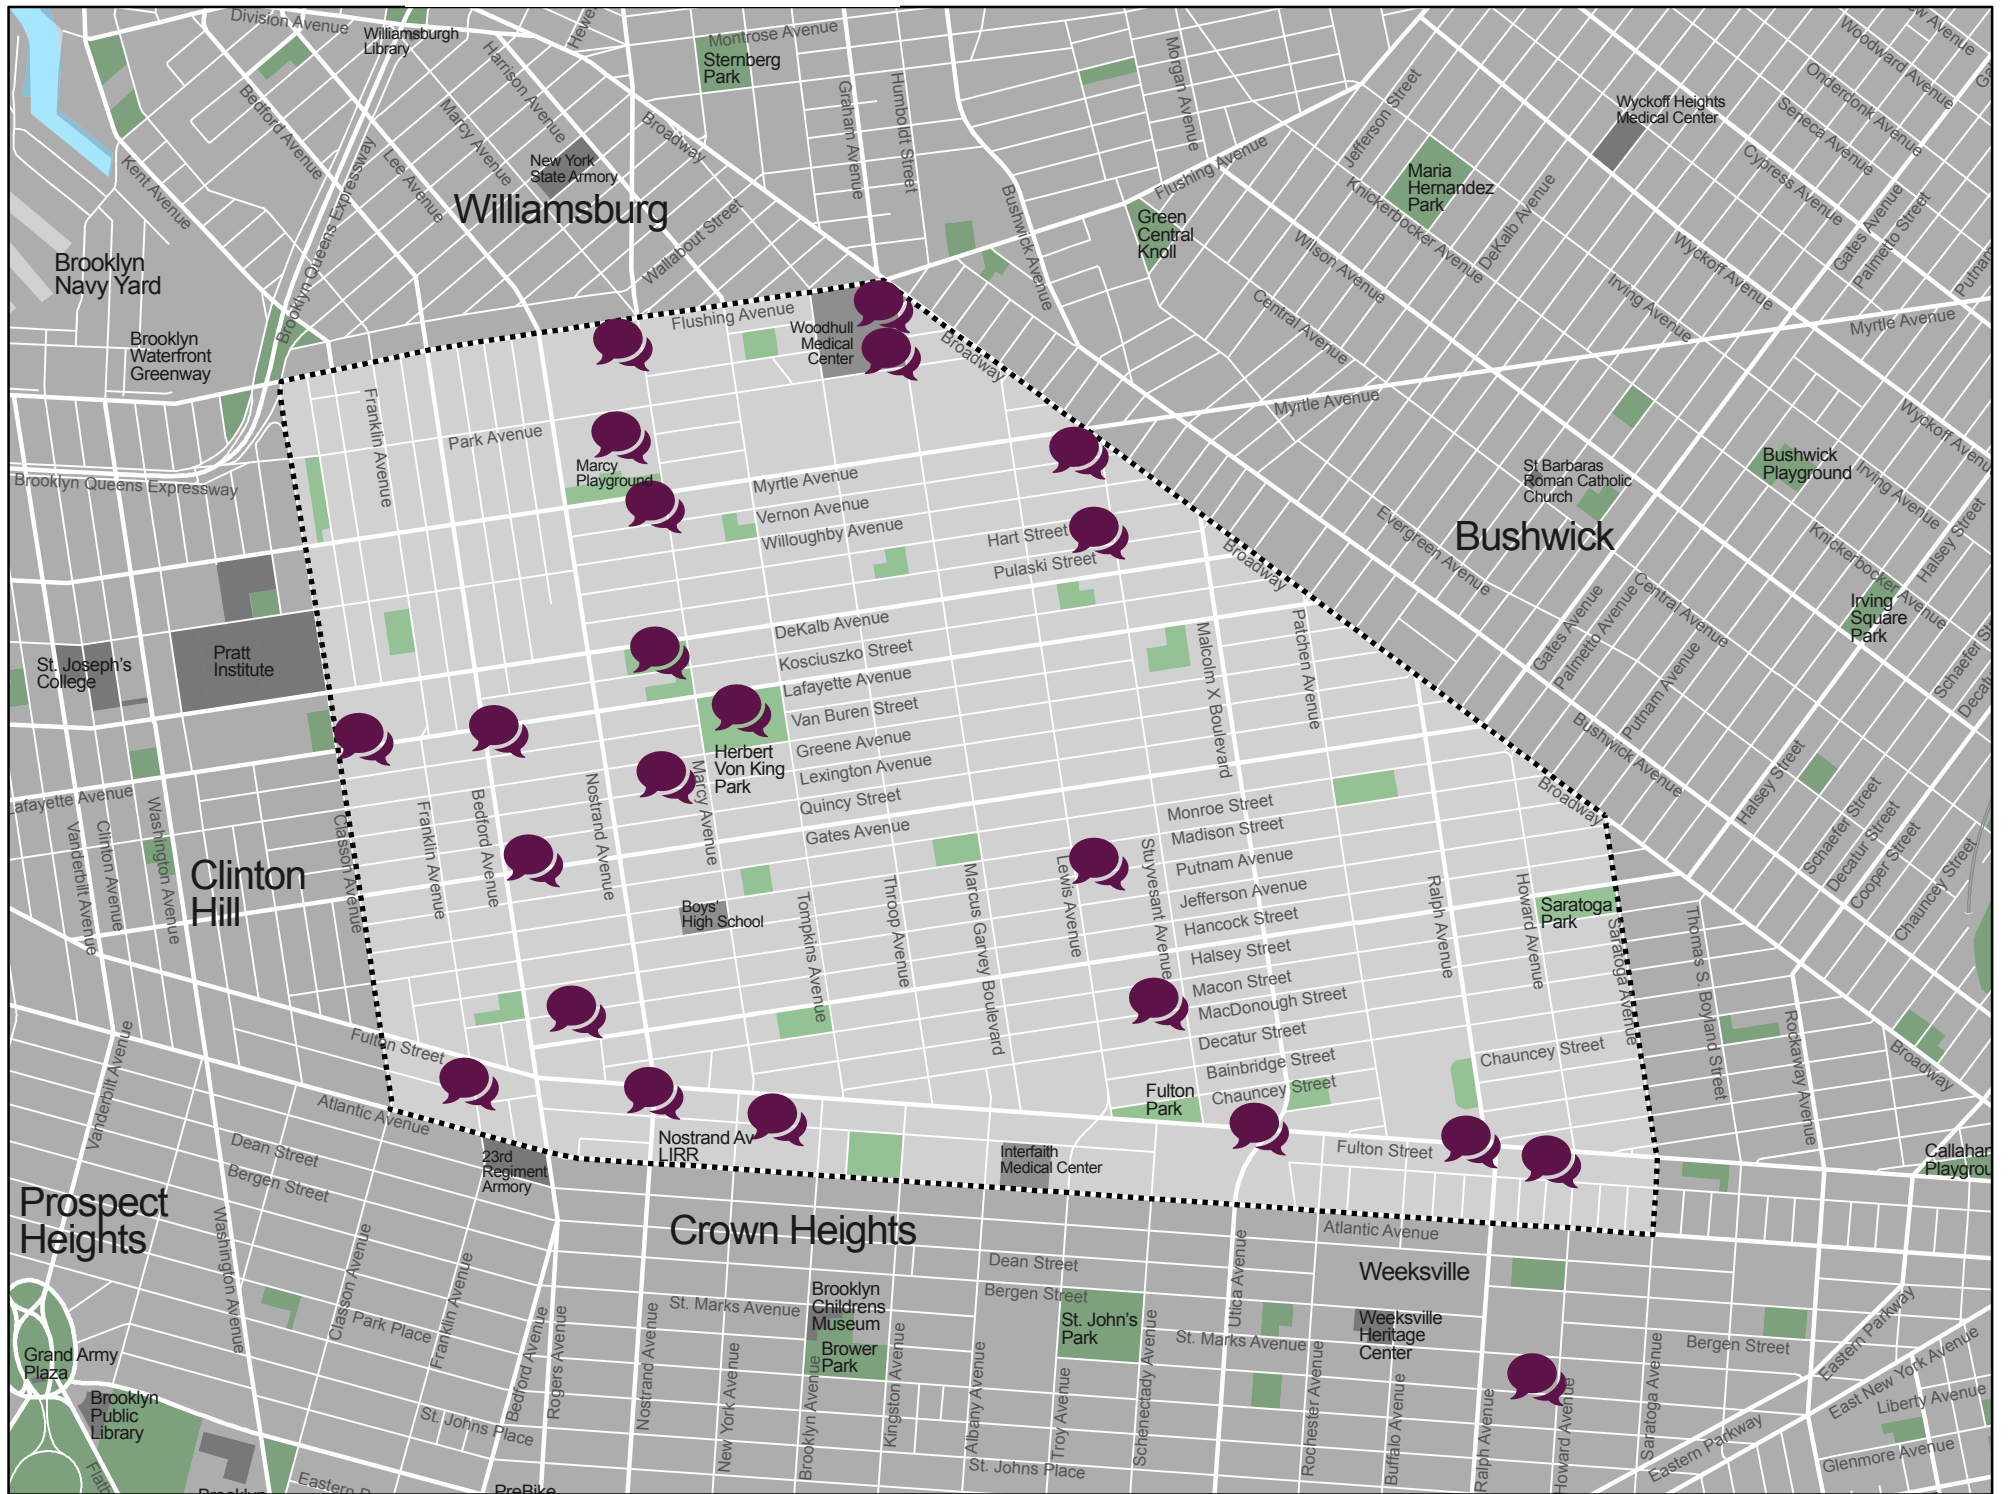 Division Avenue
Williamsburgh
Library
Harrison Avenue
Montrose Avenue
Sternberg
Park
Morgan Avenue
Woodward Avenue
Onderdonk Avenue
Seneca Avenue
Cypress Avenue
Wyckoff Heights
Medical Center
Jefferson Street
Graham Avenue
Humboldt Street
Bedford Avenue
Marcy Avenue
Lee Avenue
Broadway
New York
State Armory
Kent Avenue
Brooklyn Queens Expressway
Williamsburg
Wallabout Street
Bushwick Avenue
Flushing Avenue
Green
Central
Knoll
Maria
Hernandez
Park
Knickerbocker Avenue
DeKalb Avenue
Wilson Avenue
Central Avenue
Wyckoff Avenue
Irving Avenue
Gates Avenue
Palmetto Street
Myrtle Avenue
Brooklyn
Navy Yard
Brooklyn
Waterfront
Greenway
Brooklyn Queens Expressway
Flushing Avenue
Woodhull
Medical
Center
Broadway
Myrtle Avenue
Franklin Avenue
Park Avenue
Marcy
Playground
Myrtle Avenue
Vernon Avenue
Willoughby Avenue
Hart Street
Pulaski Street
Broadway
St Barbaras
Roman Catholic
Church
Bushwick
Playground
Wyckoff Avenue
Irving Avenue
Halsey Street
Knickerbocker Avenue
Bushwick
Evergreen Avenue
Central Avenue
Gates Avenue
Palmetto Avenue
Putnam Avenue
Irving
Square
Park
Bushwick Avenue
Halsey Street
Schaefer Street
Decatur Street
Cooper Street
Chauncey Street
St. Joseph's
College
Pratt
Institute
DeKalb Avenue
Kosciuszko Street
Lafayette Avenue
Van Buren Street
Greene Avenue
Lexington Avenue
Quincy Street
Gates Avenue
Herbert
Von King
Park
Malcolm X Boulevard
Patchen Avenue
Broadway
Lafayette Avenue
Vanderbilt Avenue
Clinton Avenue
Washington Avenue
Clinton
Hill
Classon Avenue
Franklin Avenue
Bedford Avenue
Nostrand Avenue
Marcy Avenue
Boys'
High School
Tompkins Avenue
Throop Avenue
Marcus Garvey Boulevard
Lewis Avenue
Stuyvesant Avenue
Monroe Street
Madison Street
Putnam Avenue
Jefferson Avenue
Hancock Street
Halsey Street
Macon Street
MacDonough Street
Decatur Street
Bainbridge Street
Chauncey Street
Ralph Avenue
Howard Avenue
Saratoga
Park
Saratoga Avenue
Thomas S. Boyland Street
Rockaway Avenue
Broadway
Chauncey Street
Fulton Street
Atlantic Avenue
Vanderbilt Avenue
Dean Street
Bergen Street
23rd
Regiment
Armory
Nostrand Av
LIRR
Interfaith
Medical Center
Fulton
Park
Fulton Street
Prospect
Heights
Crown Heights
Atlantic Avenue
Weeksville
Weeksville
Heritage
Center
Washington Avenue
Classon Avenue
Franklin Avenue
Park Place
St. Johns Place
Bedford Avenue
Rogers Avenue
Nostrand Avenue
New York Avenue
Brooklyn Avenue
Kingston Avenue
Albany Avenue
Troy Avenue
Schenectady Avenue
Utica Avenue
Rochester Avenue
Buffalo Avenue
Ralph Avenue
Howard Avenue
Saratoga Avenue
St. Marks Avenue
Brooklyn
Childrens
Museum
Brower
Park
Dean Street
Bergen Street
St. John's
Park
St. Marks Avenue
St. Johns Place
Bergen Street
Eastern Parkway
East New York Avenue
Liberty Avenue
Glenmore Avenue
Eastern Parkway
Grand Army
Plaza
Brooklyn
Public
Library
PreBike